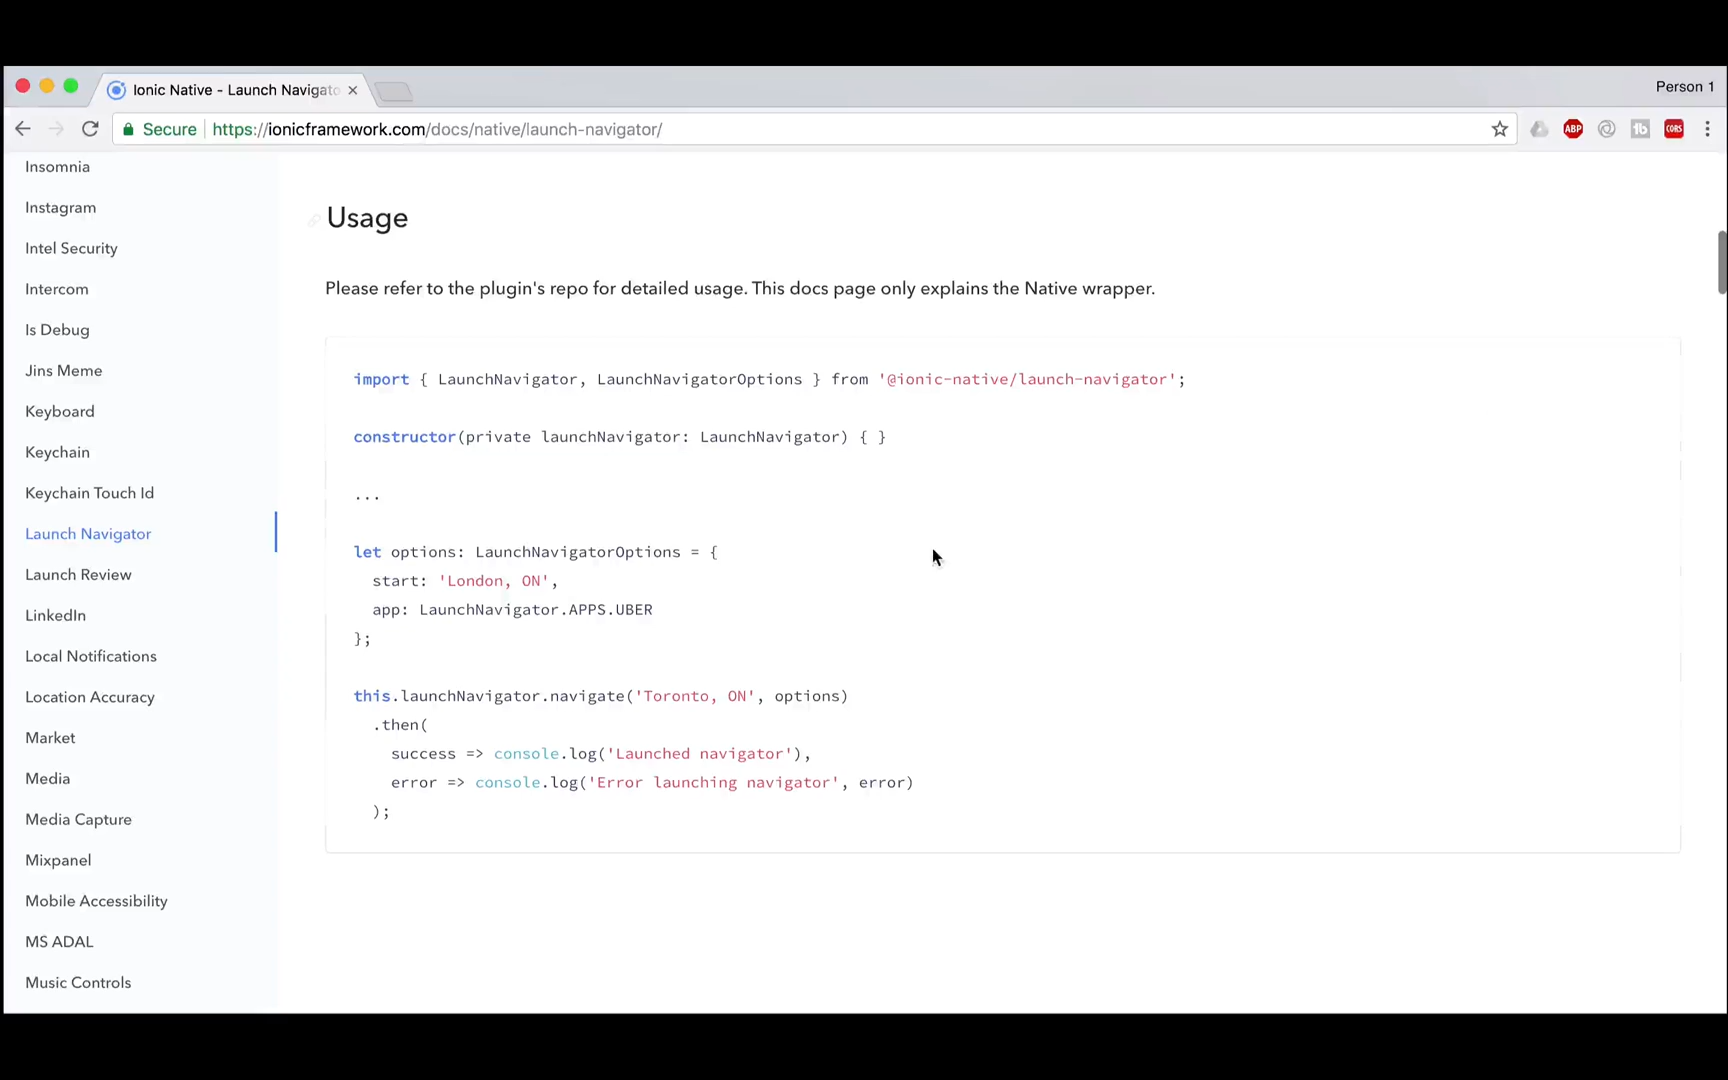 Ionic Native - Launch Navigato
Person 1
Secure
https://ionicframework.com/docs/native/launch-navigator/
ABP
CORS
Insomnia
Instagram
Intel Security
Intercom
Is Debug
Jins Meme
Keyboard
Keychain
Keychain Touch Id
Launch Navigator
Launch Review
LinkedIn
Local Notifications
Location Accuracy
Market
Media
Media Capture
Mixpanel
Mobile Accessibility
MS ADAL
Music Controls
Usage
Please refer to the plugin's repo for detailed usage. This docs page only explains the Native wrapper.
import { LaunchNavigator, LaunchNavigatorOptions } from '@ionic-native/launch-navigator';
constructor(private launchNavigator: LaunchNavigator) { }
...
let options: LaunchNavigatorOptions = {
  start: 'London, ON',
  app: LaunchNavigator.APPS.UBER
};
this.launchNavigator.navigate('Toronto, ON', options)
  .then(
    success => console.log('Launched navigator'),
    error => console.log('Error launching navigator', error)
  );